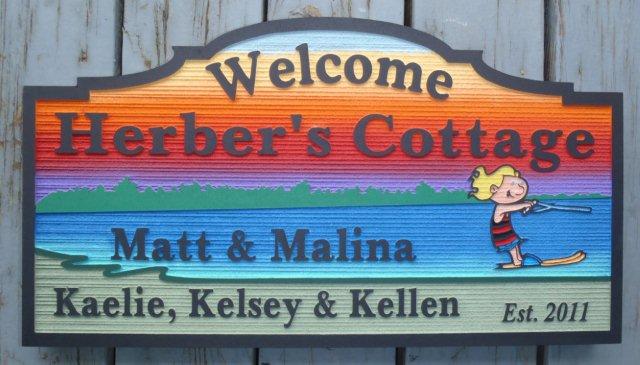 Welcome
Herber's Cottage
Matt & Malina
Kaelie, Kelsey & Kellen
Est. 2011